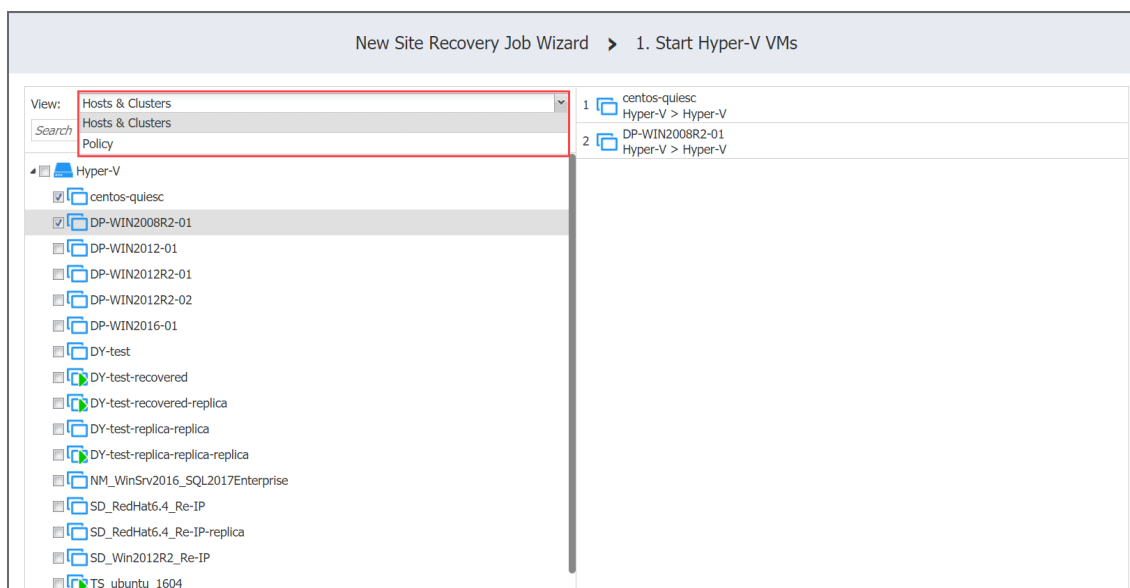 New Site Recovery Job Wizard > 1. Start Hyper-V VMs
View: Hosts & Clusters
Search
Hosts & Clusters
Policy
Hyper-V
centos-quiesc
DP-WIN2008R2-01
DP-WIN2012-01
DP-WIN2012R2-01
DP-WIN2012R2-02
DP-WIN2016-01
DY-test
DY-test-recovered
DY-test-recovered-replica
DY-test-replica-replica
DY-test-replica-replica-replica
NM_WinSrv2016_SQL2017Enterprise
SD_RedHat6.4_Re-IP
SD_RedHat6.4_Re-IP-replica
SD_Win2012R2_Re-IP
TS_ubuntu_1604
1 centos-quiesc
Hyper-V > Hyper-V
2 DP-WIN2008R2-01
Hyper-V > Hyper-V